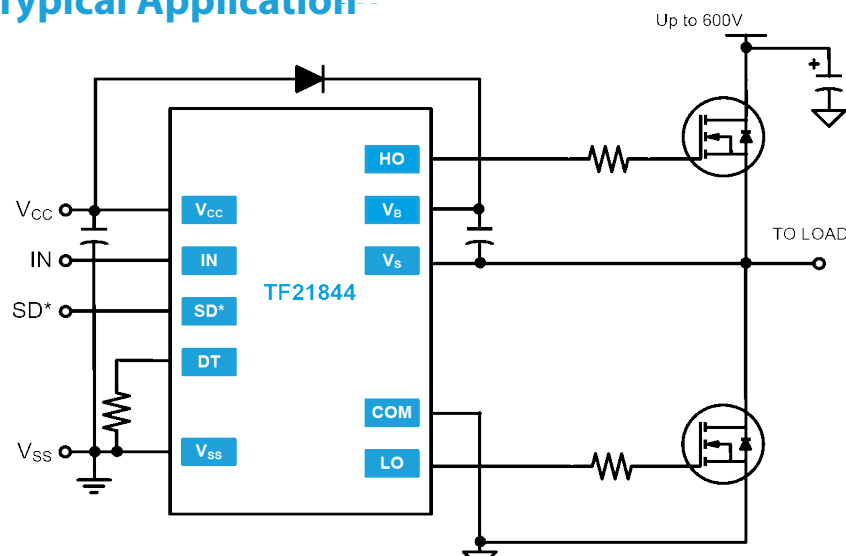 Typical Application
Up to 600V
+
HO
VCC
VCC
VB
TO LOAD
IN
IN
VS
TF21844
SD*
SD*
DT
COM
VSS
VSS
LO